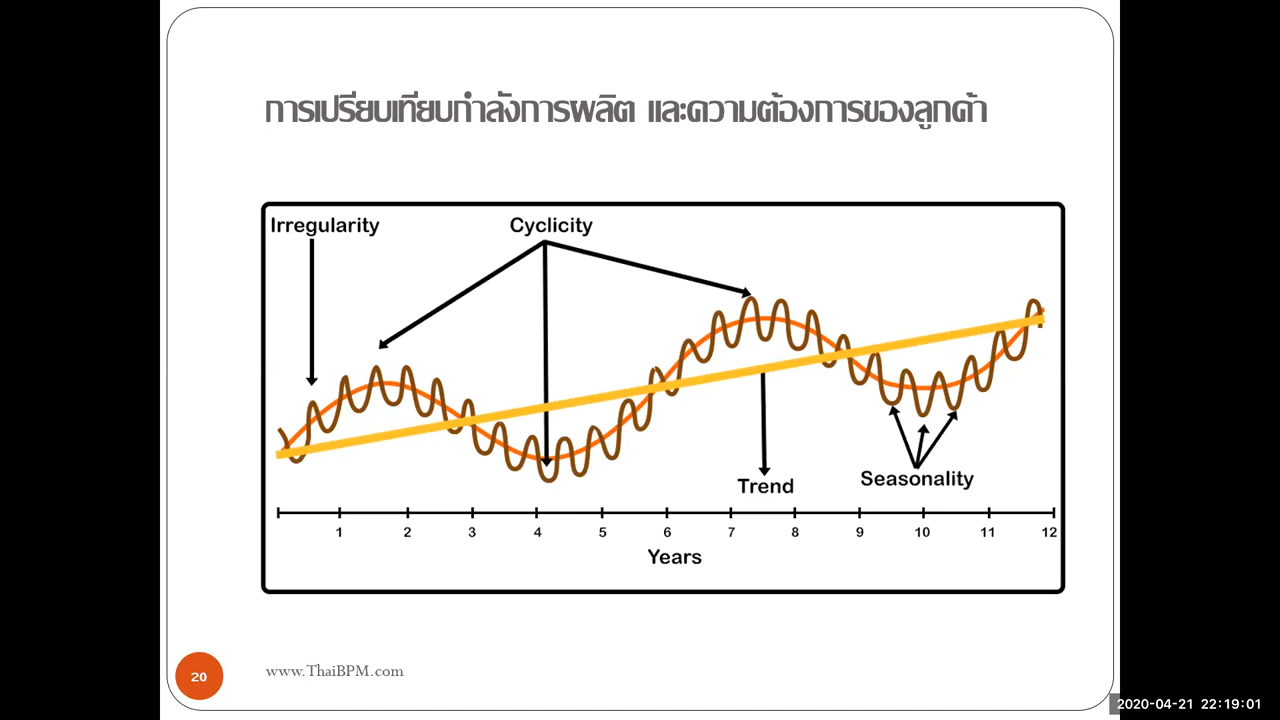 การเปรียบเทียบกำลังการผลิต และความต้องการของลูกค้า
Irregularity
Cyclicity
Trend
Seasonality
1 2 3 4 5 6 7 8 9 10 11 12
Years
20
www.ThaiBPM.com
2020-04-21 22:19:01